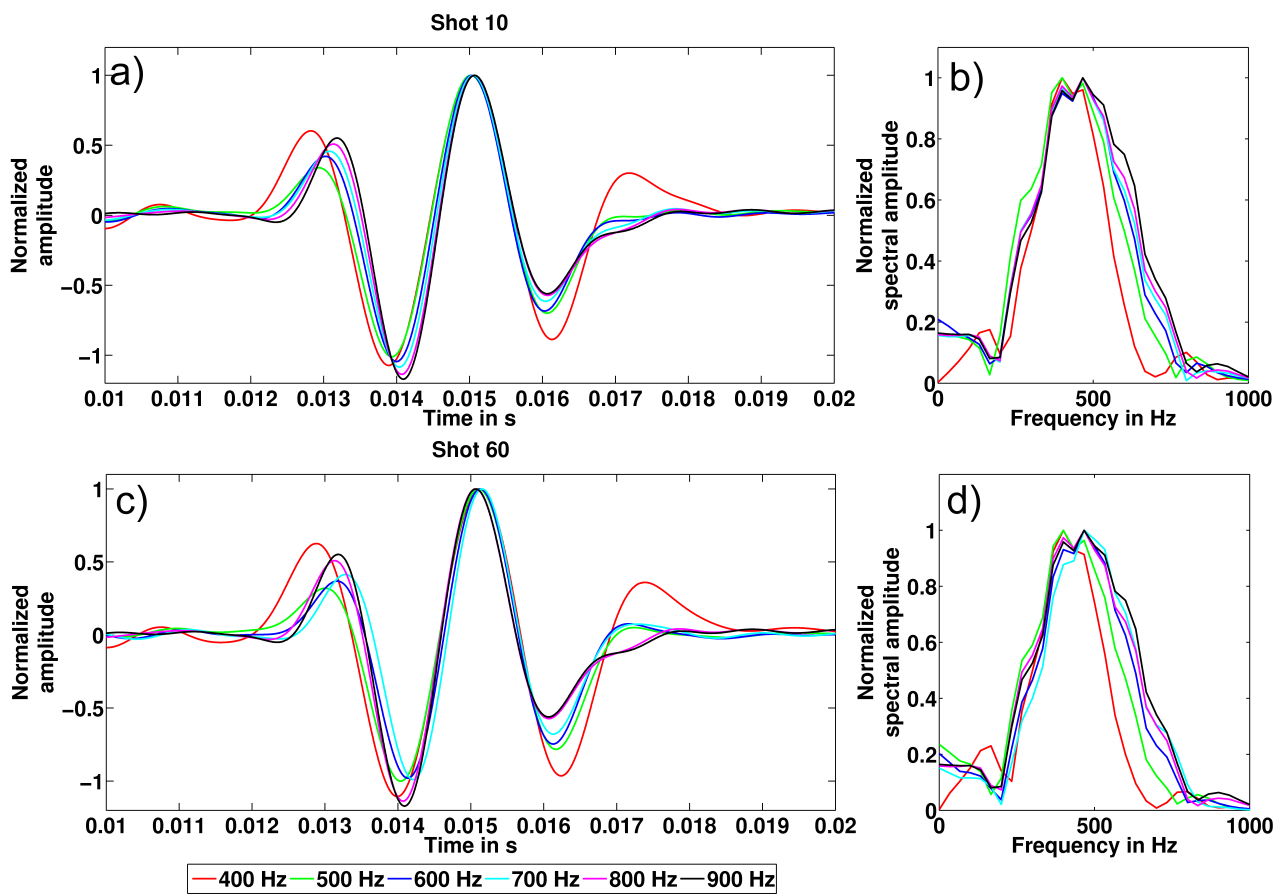 Shot 10
a)
Normalized
amplitude
1
0.5
0
−0.5
−1
0.01 0.011 0.012 0.013 0.014 0.015 0.016 0.017 0.018 0.019 0.02
Time in s
b)
Normalized
spectral amplitude
1
0.8
0.6
0.4
0.2
0
0 500 1000
Frequency in Hz
Shot 60
c)
Normalized
amplitude
1
0.5
0
−0.5
−1
0.01 0.011 0.012 0.013 0.014 0.015 0.016 0.017 0.018 0.019 0.02
Time in s
d)
Normalized
spectral amplitude
1
0.8
0.6
0.4
0.2
0
0 500 1000
Frequency in Hz
400 Hz 500 Hz 600 Hz 700 Hz 800 Hz 900 Hz